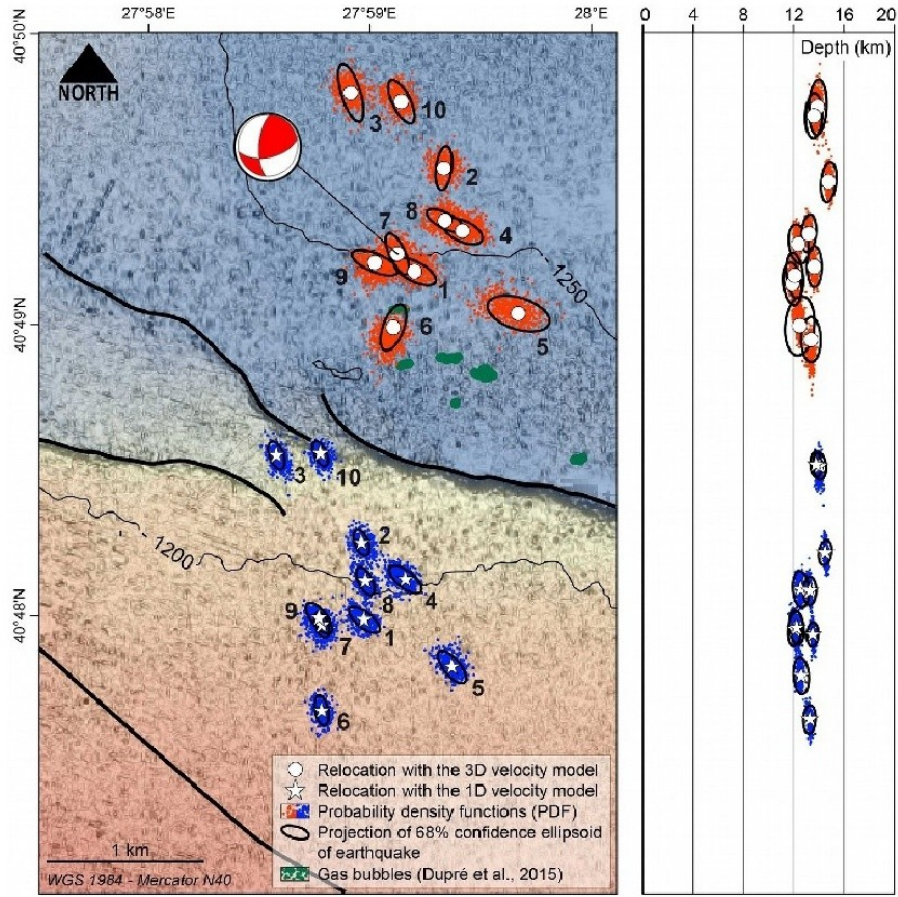 27°58'E 27°59'E 28°E
0 4 8 12 16 20
Depth (km)
40°50'N
NORTH
3
10
2
8
7
4
9
1
1250
6
5
40°49'N
3
10
2
1200
8
4
9
7
1
40°48'N
5
6
Relocation with the 3D velocity model
Relocation with the 1D velocity model
Probability density functions (PDF)
Projection of 68% confidence ellipsoid
of earthquake
Gas bubbles (Dupré et al., 2015)
1 km
WGS 1984 - Mercator N40